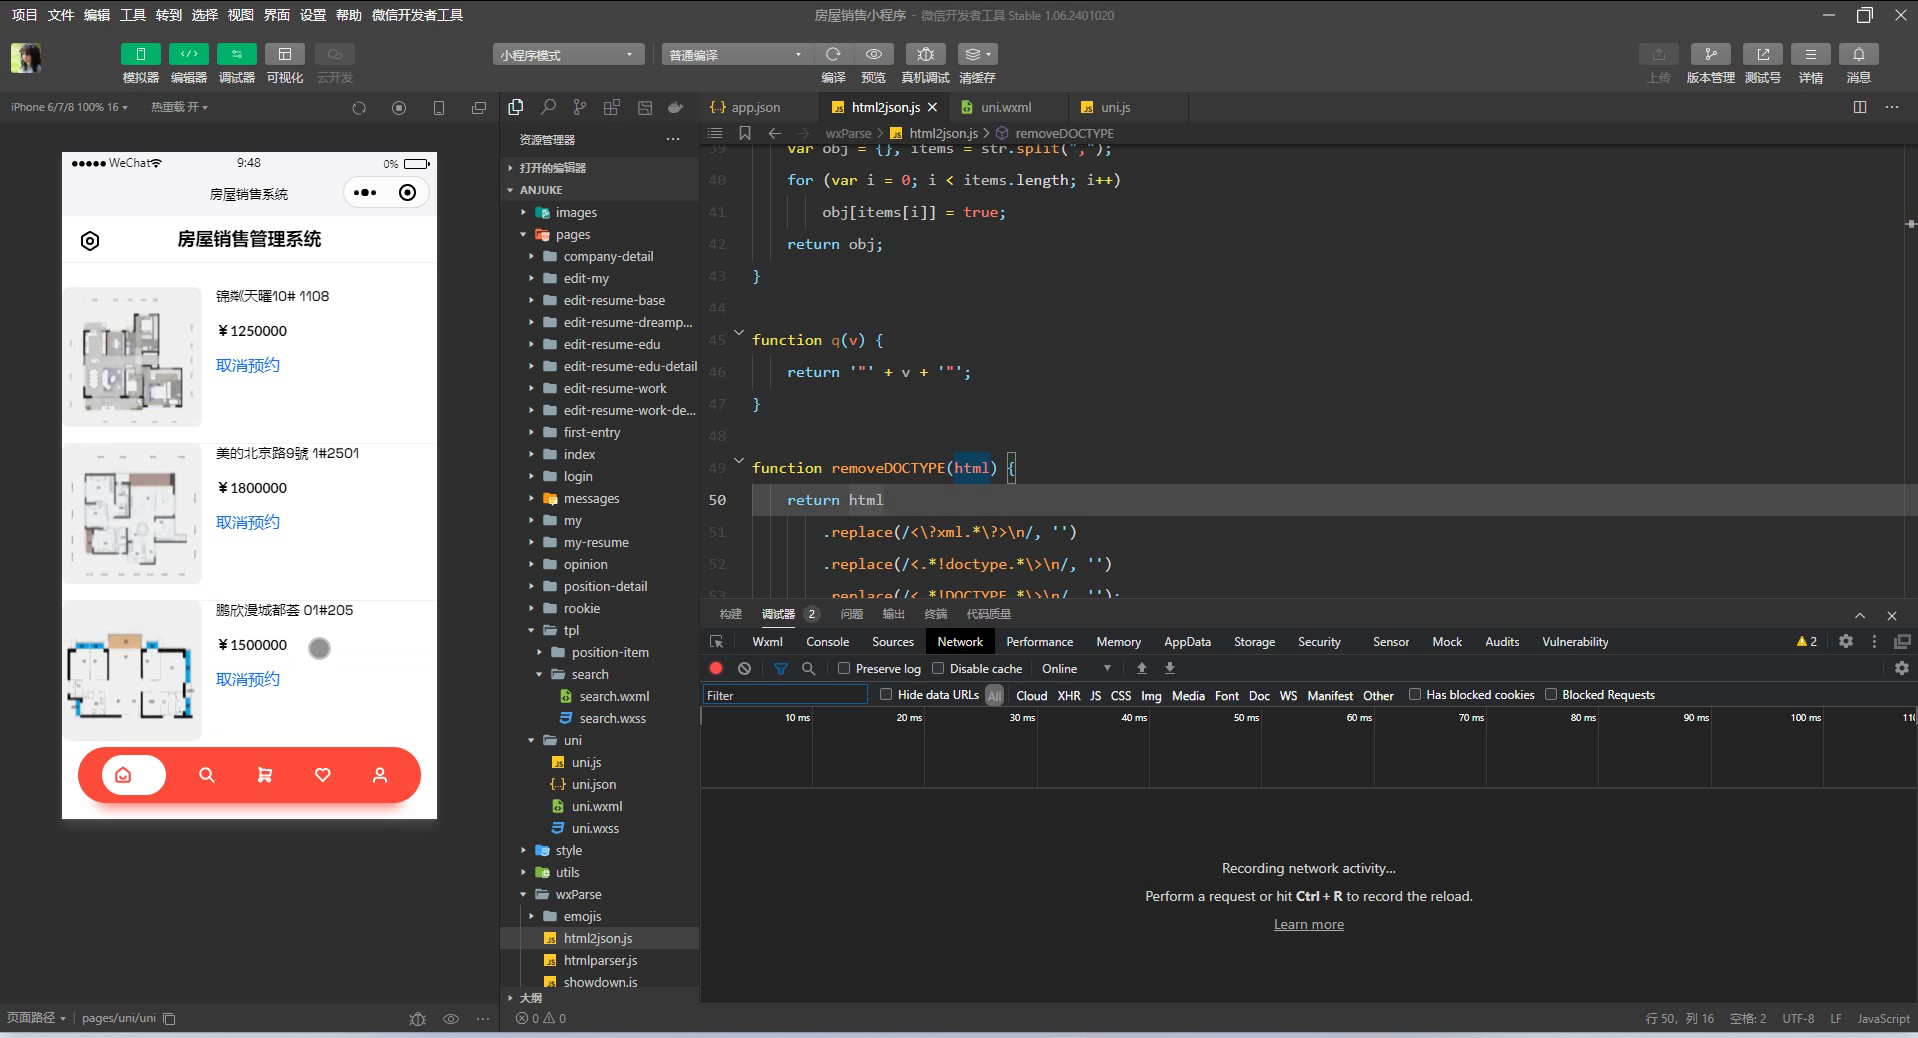 项目 文件 编辑 工具 转到 选择 视图 界面 设置 帮助 微信开发者工具
房屋销售小程序 - 微信开发者工具 Stable 1.06.2401020
小程序模式
普通编译
模拟器 编辑器 调试器 可视化 云开发
编译 预览 真机调试 清缓存
上传 版本管理 测试号 详情 消息
iPhone 6/7/8 100% 16
热重载 开
WeChat
9:48
0%
房屋销售系统
房屋销售管理系统
锦粼天曜10# 1108
￥1250000
取消预约
美的北京路9號 1#2501
￥1800000
取消预约
鹏欣漫城都荟 01#205
￥1500000
取消预约
页面路径
pages/uni/uni
资源管理器
打开的编辑器
ANJUKE
images
pages
company-detail
edit-my
edit-resume-base
edit-resume-dreamp...
edit-resume-edu
edit-resume-edu-detail
edit-resume-work
edit-resume-work-de...
first-entry
index
login
messages
my
my-resume
opinion
position-detail
rookie
tpl
position-item
search
search.wxml
search.wxss
uni
uni.js
uni.json
uni.wxml
uni.wxss
style
utils
wxParse
emojis
html2json.js
htmlparser.js
showdown.js
大纲
0 0
app.json
html2json.js
uni.wxml
uni.js
wxParse > html2json.js > removeDOCTYPE
39 var obj = {}, items = str.split(",");
40 for (var i = 0; i < items.length; i++)
41 obj[items[i]] = true;
42 return obj;
43 }
44
45 function q(v) {
46 return '"' + v + '"';
47 }
48
49 function removeDOCTYPE(html) {
50 return html
51 .replace(/<\?xml.*\?>\n/, '')
52 .replace(/<.*!doctype.*\>\n/, '')
53 .replace(/<.*!DOCTYPE.*\>\n/, '');
构建 调试器 2 问题 输出 终端 代码质量
Wxml Console Sources Network Performance Memory AppData Storage Security Sensor Mock Audits Vulnerability
2
Preserve log Disable cache Online
Filter
Hide data URLs All Cloud XHR JS CSS Img Media Font Doc WS Manifest Other Has blocked cookies Blocked Requests
10 ms 20 ms 30 ms 40 ms 50 ms 60 ms 70 ms 80 ms 90 ms 100 ms
Recording network activity...
Perform a request or hit Ctrl + R to record the reload.
Learn more
行 50，列 16 空格: 2 UTF-8 LF JavaScript